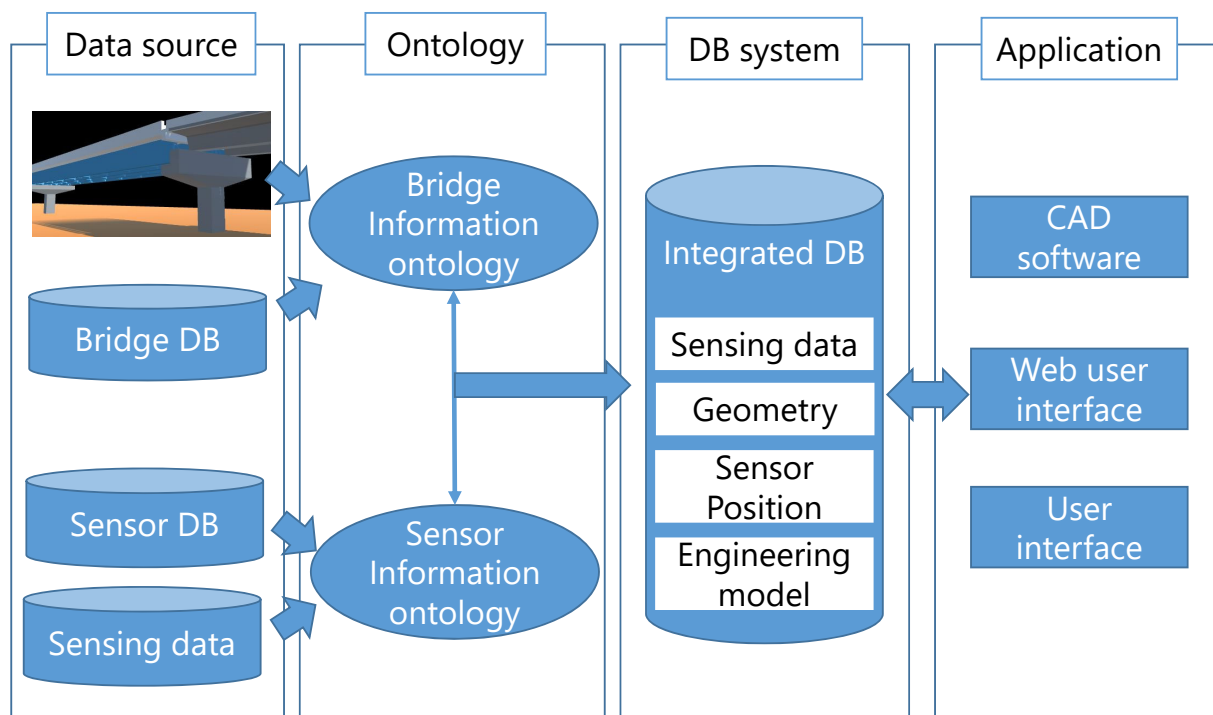 Data source
Ontology
DB system
Application
Bridge
Information
ontology
Bridge DB
Sensor DB
Sensing data
Sensor
Information
ontology
Integrated DB
Sensing data
Geometry
Sensor
Position
Engineering
model
CAD
software
Web user
interface
User
interface